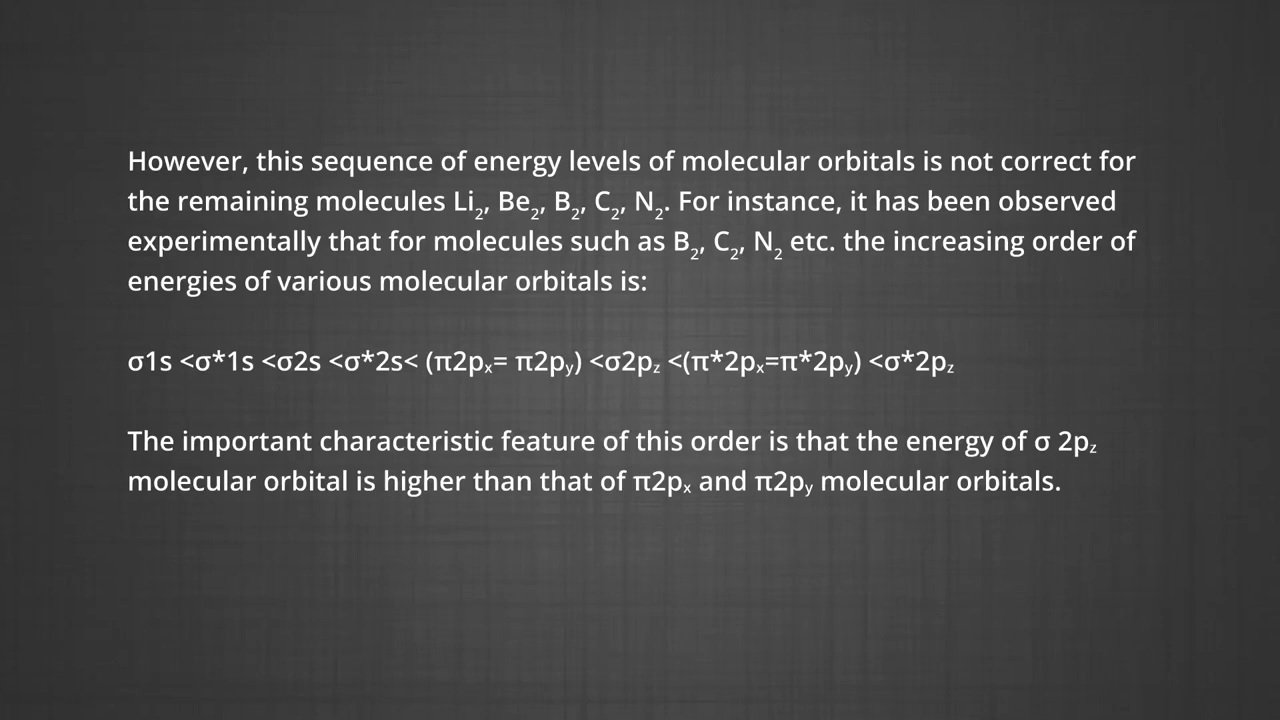 However, this sequence of energy levels of molecular orbitals is not correct for
the remaining molecules Li₂, Be₂, B₂, C₂, N₂. For instance, it has been observed
experimentally that for molecules such as B₂, C₂, N₂ etc. the increasing order of
energies of various molecular orbitals is:
σ1s <σ*1s <σ2s <σ*2s< (π2pₓ= π2pᵧ) <σ2p𝓏 <(π*2pₓ=π*2pᵧ) <σ*2p𝓏
The important characteristic feature of this order is that the energy of σ 2p𝓏
molecular orbital is higher than that of π2pₓ and π2pᵧ molecular orbitals.